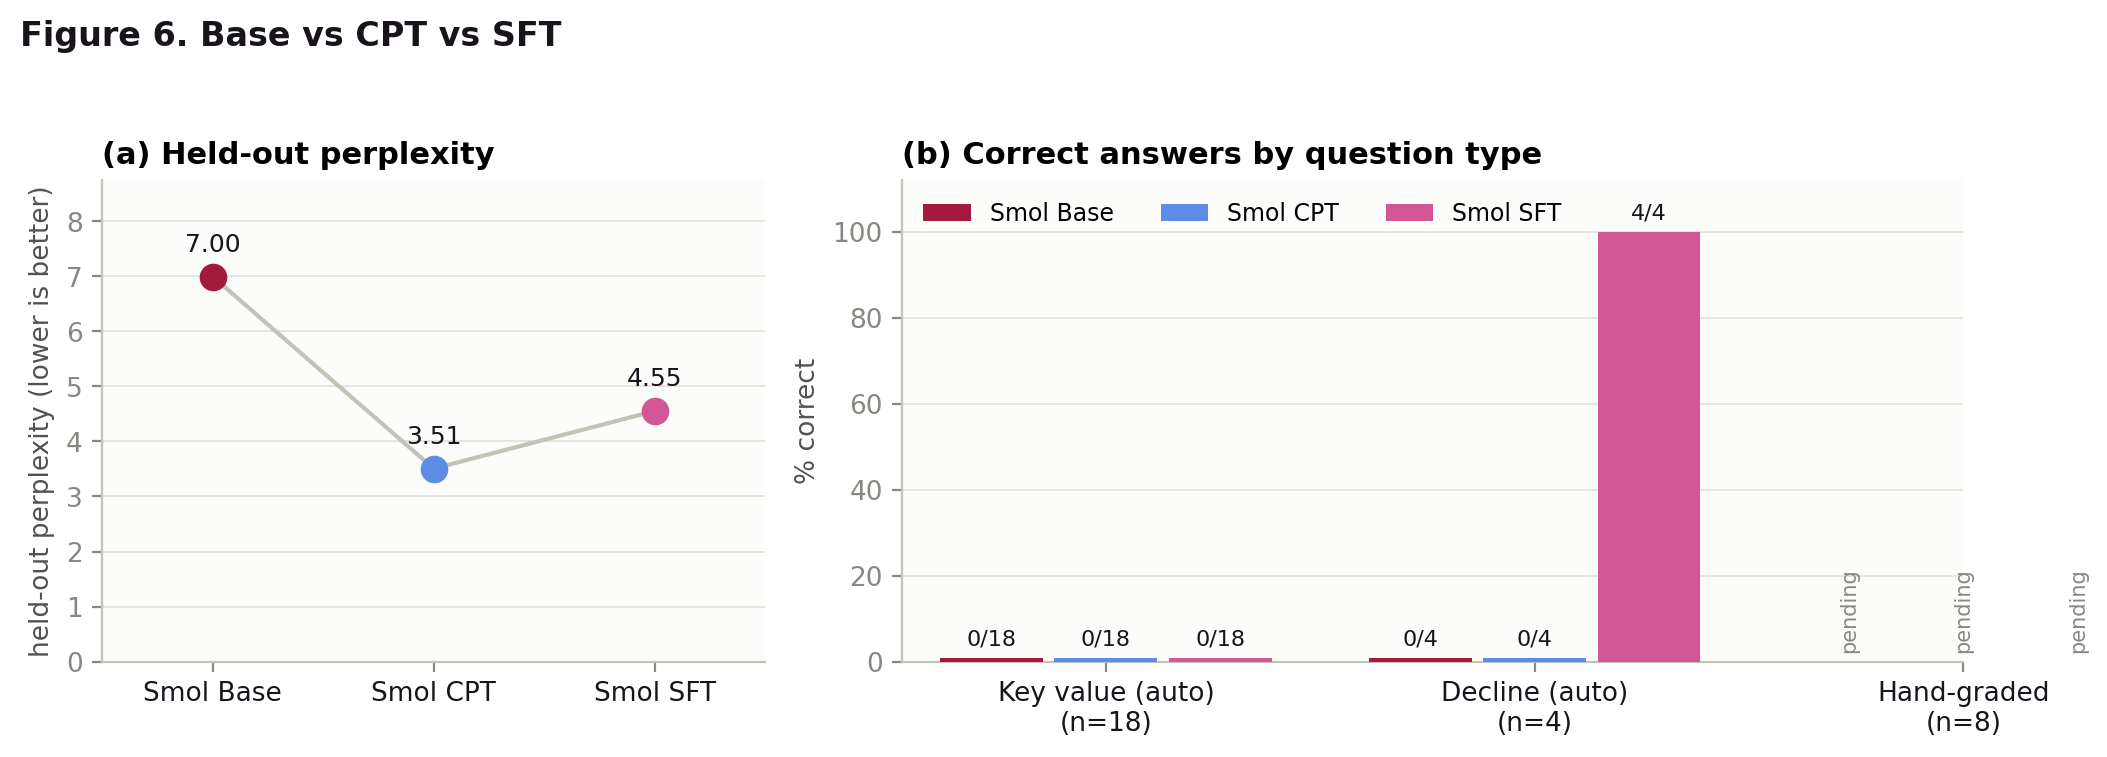 Figure 6. Base vs CPT vs SFT
(a) Held-out perplexity
held-out perplexity (lower is better)
8
7
6
5
4
3
2
1
0
7.00
3.51
4.55
Smol Base
Smol CPT
Smol SFT
(b) Correct answers by question type
% correct
100
80
60
40
20
0
Smol Base
Smol CPT
Smol SFT
4/4
0/18
0/18
0/18
0/4
0/4
pending
pending
pending
Key value (auto)
(n=18)
Decline (auto)
(n=4)
Hand-graded
(n=8)